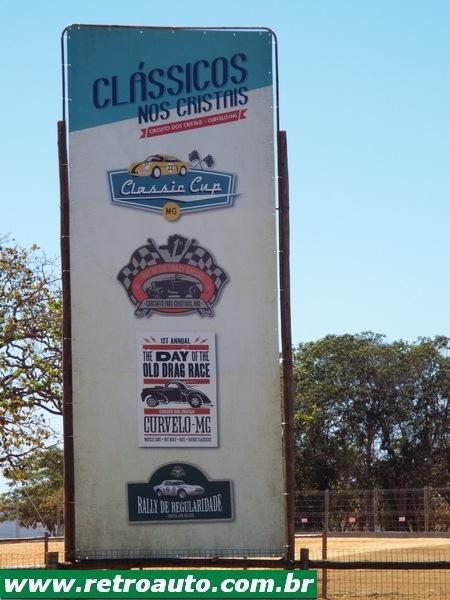 CLÁSSICOS
NOS CRISTAIS
CIRCUITO DOS CRISTAIS - CURVELO/MG
Classic Cup
MG
CIRCUITO DOS CRISTAIS, MG
1ST ANNUAL
THE DAY OF THE
OLD DRAG RACE
CURVELO-MG
RALLY DE REGULARIDADE
www.retroauto.com.br